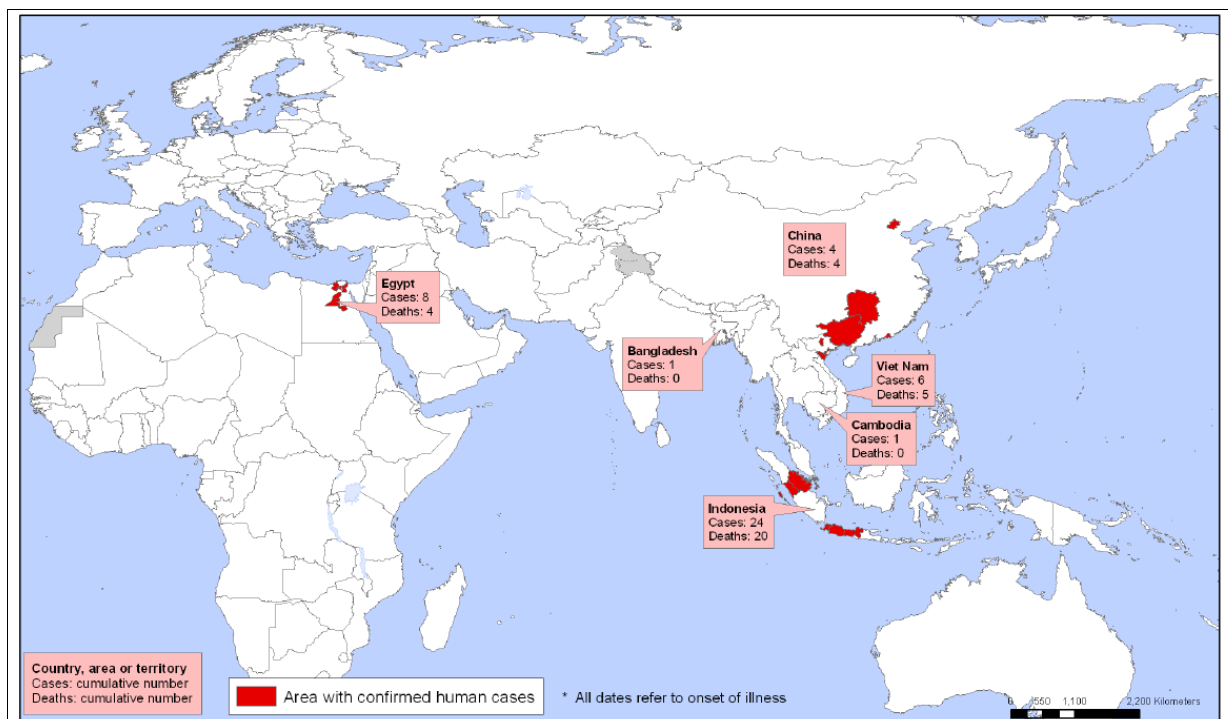 China
Cases: 4
Deaths: 4
Egypt
Cases: 8
Deaths: 4
Bangladesh
Cases: 1
Deaths: 0
Viet Nam
Cases: 6
Deaths: 5
Cambodia
Cases: 1
Deaths: 0
Indonesia
Cases: 24
Deaths: 20
Country, area or territory
Cases: cumulative number
Deaths: cumulative number
Area with confirmed human cases
* All dates refer to onset of illness
0 550 1,100 2,200 Kilometers